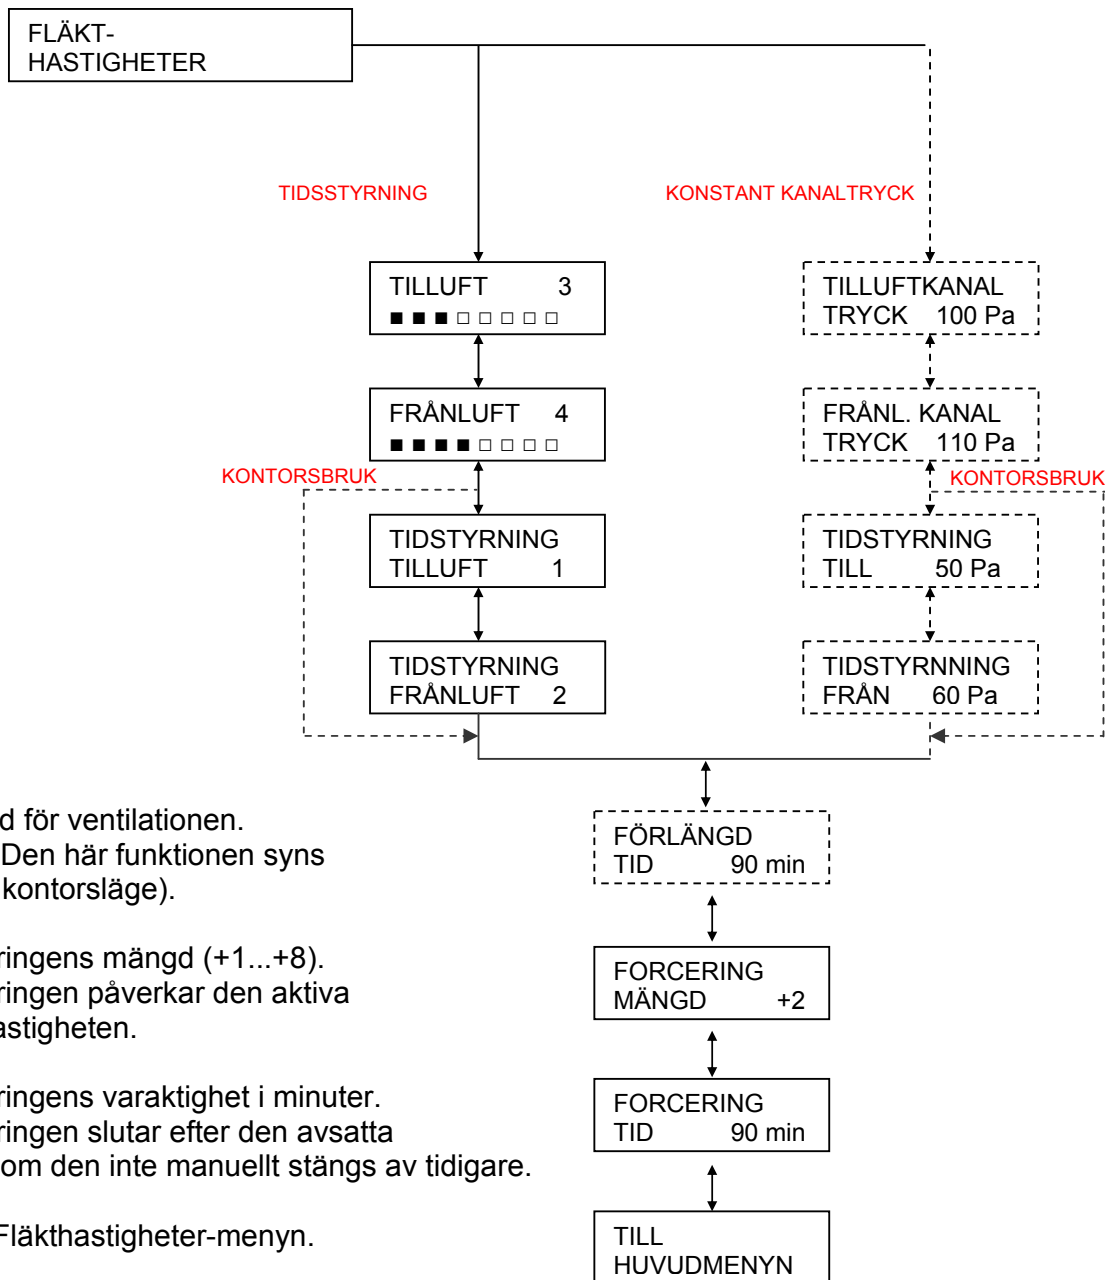 FLÄKT-
HASTIGHETER
TIDSSTYRNING
KONSTANT KANALTRYCK
TILLUFT 3
■ ■ ■ □ □ □ □ □
TILLUFTKANAL
TRYCK 100 Pa
FRÅNLUFT 4
■ ■ ■ ■ □ □ □ □
FRÅNL. KANAL
TRYCK 110 Pa
KONTORSBRUK
KONTORSBRUK
TIDSTYRNING
TILLUFT 1
TIDSTYRNING
TILL 50 Pa
TIDSTYRNING
FRÅNLUFT 2
TIDSTYRNNING
FRÅN 60 Pa
d för ventilationen.
Den här funktionen syns
kontorsläge).
FÖRLÄNGD
TID 90 min
ringens mängd (+1...+8).
ringen påverkar den aktiva
astigheten.
FORCERING
MÄNGD +2
ringens varaktighet i minuter.
ringen slutar efter den avsatta
om den inte manuellt stängs av tidigare.
FORCERING
TID 90 min
Fläkthastigheter-menyn.
TILL
HUVUDMENYN